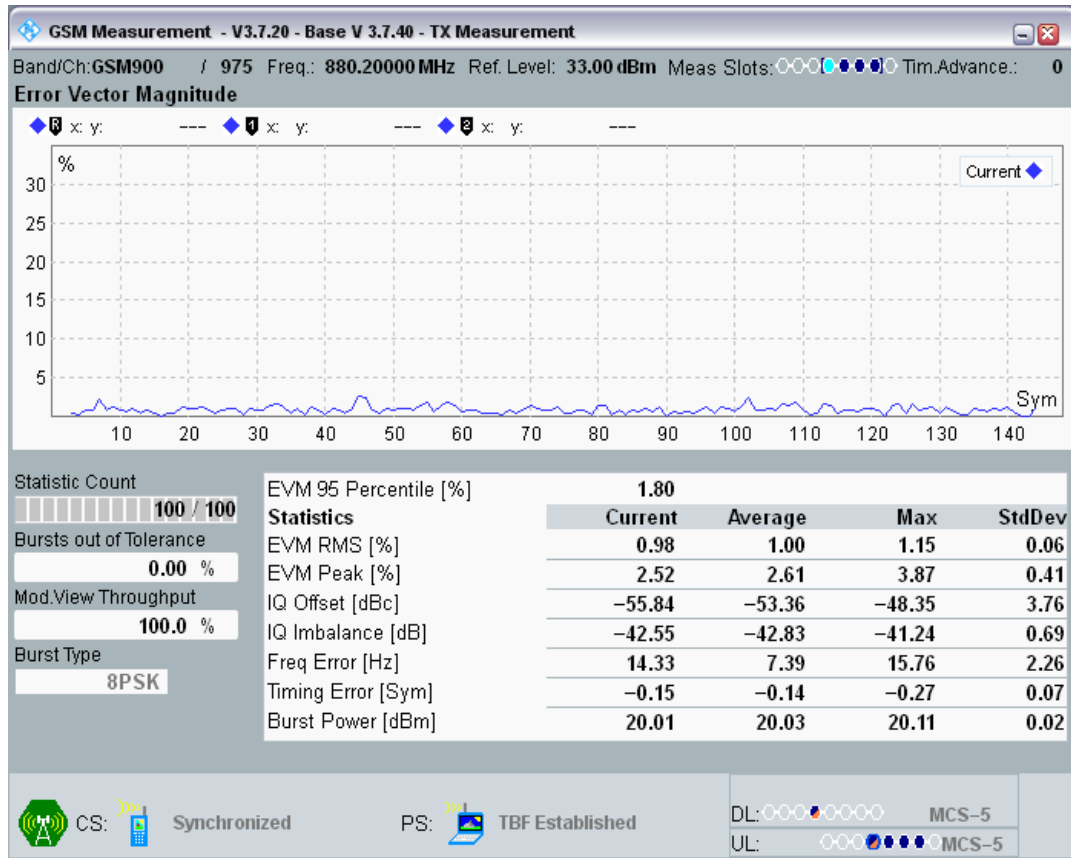 GSM Measurement - V3.7.20 - Base V 3.7.40 - TX Measurement
Band/Ch:GSM900 / 975 Freq.: 880.20000 MHz Ref. Level: 33.00 dBm Meas Slots: Tim.Advance.: 0
Error Vector Magnitude
R x: y: --- 1 x: y: --- 2 x: y: ---
%
Current
30
25
20
15
10
5
Sym
10 20 30 40 50 60 70 80 90 100 110 120 130 140
Statistic Count
100 / 100
Bursts out of Tolerance
0.00 %
Mod.View Throughput
100.0 %
Burst Type
8PSK
EVM 95 Percentile [%] 1.80
Statistics Current Average Max StdDev
EVM RMS [%] 0.98 1.00 1.15 0.06
EVM Peak [%] 2.52 2.61 3.87 0.41
IQ Offset [dBc] −55.84 −53.36 −48.35 3.76
IQ Imbalance [dB] −42.55 −42.83 −41.24 0.69
Freq Error [Hz] 14.33 7.39 15.76 2.26
Timing Error [Sym] −0.15 −0.14 −0.27 0.07
Burst Power [dBm] 20.01 20.03 20.11 0.02
CS: Synchronized PS: TBF Established
DL: MCS−5
UL: MCS−5